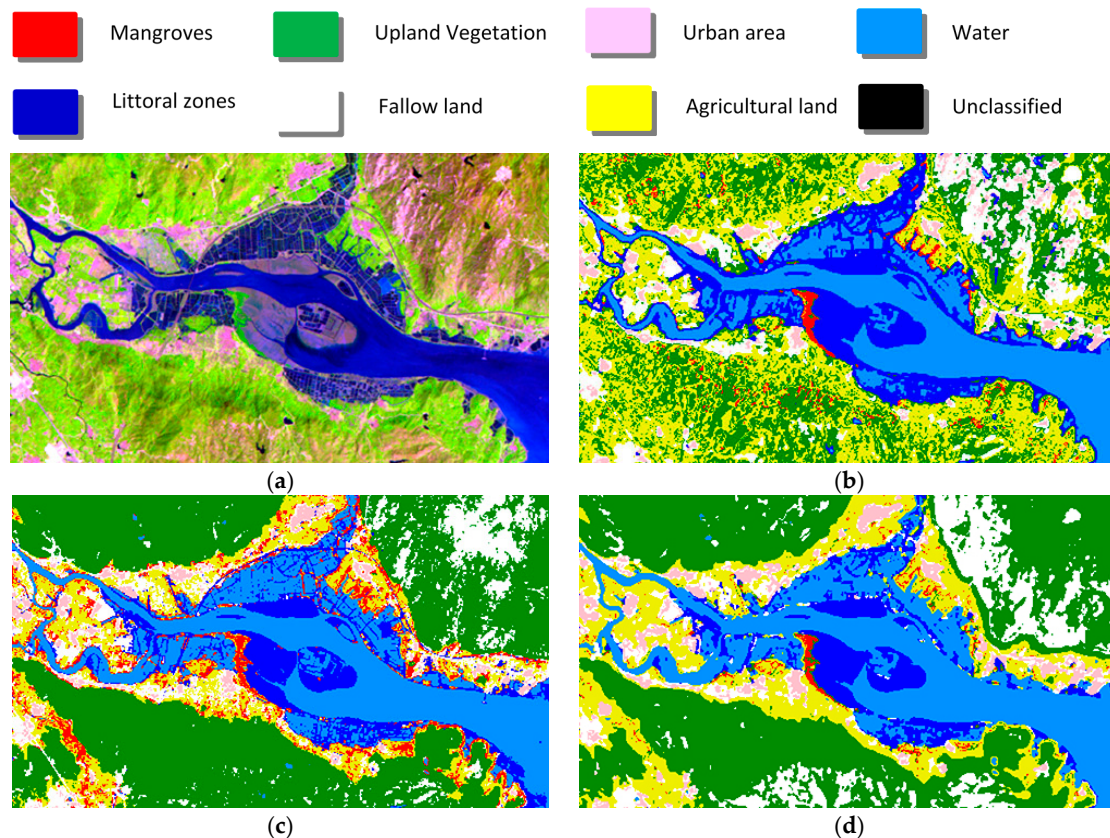 Mangroves
Upland Vegetation
Urban area
Water
Littoral zones
Fallow land
Agricultural land
Unclassified
(a)
(b)
(c)
(d)